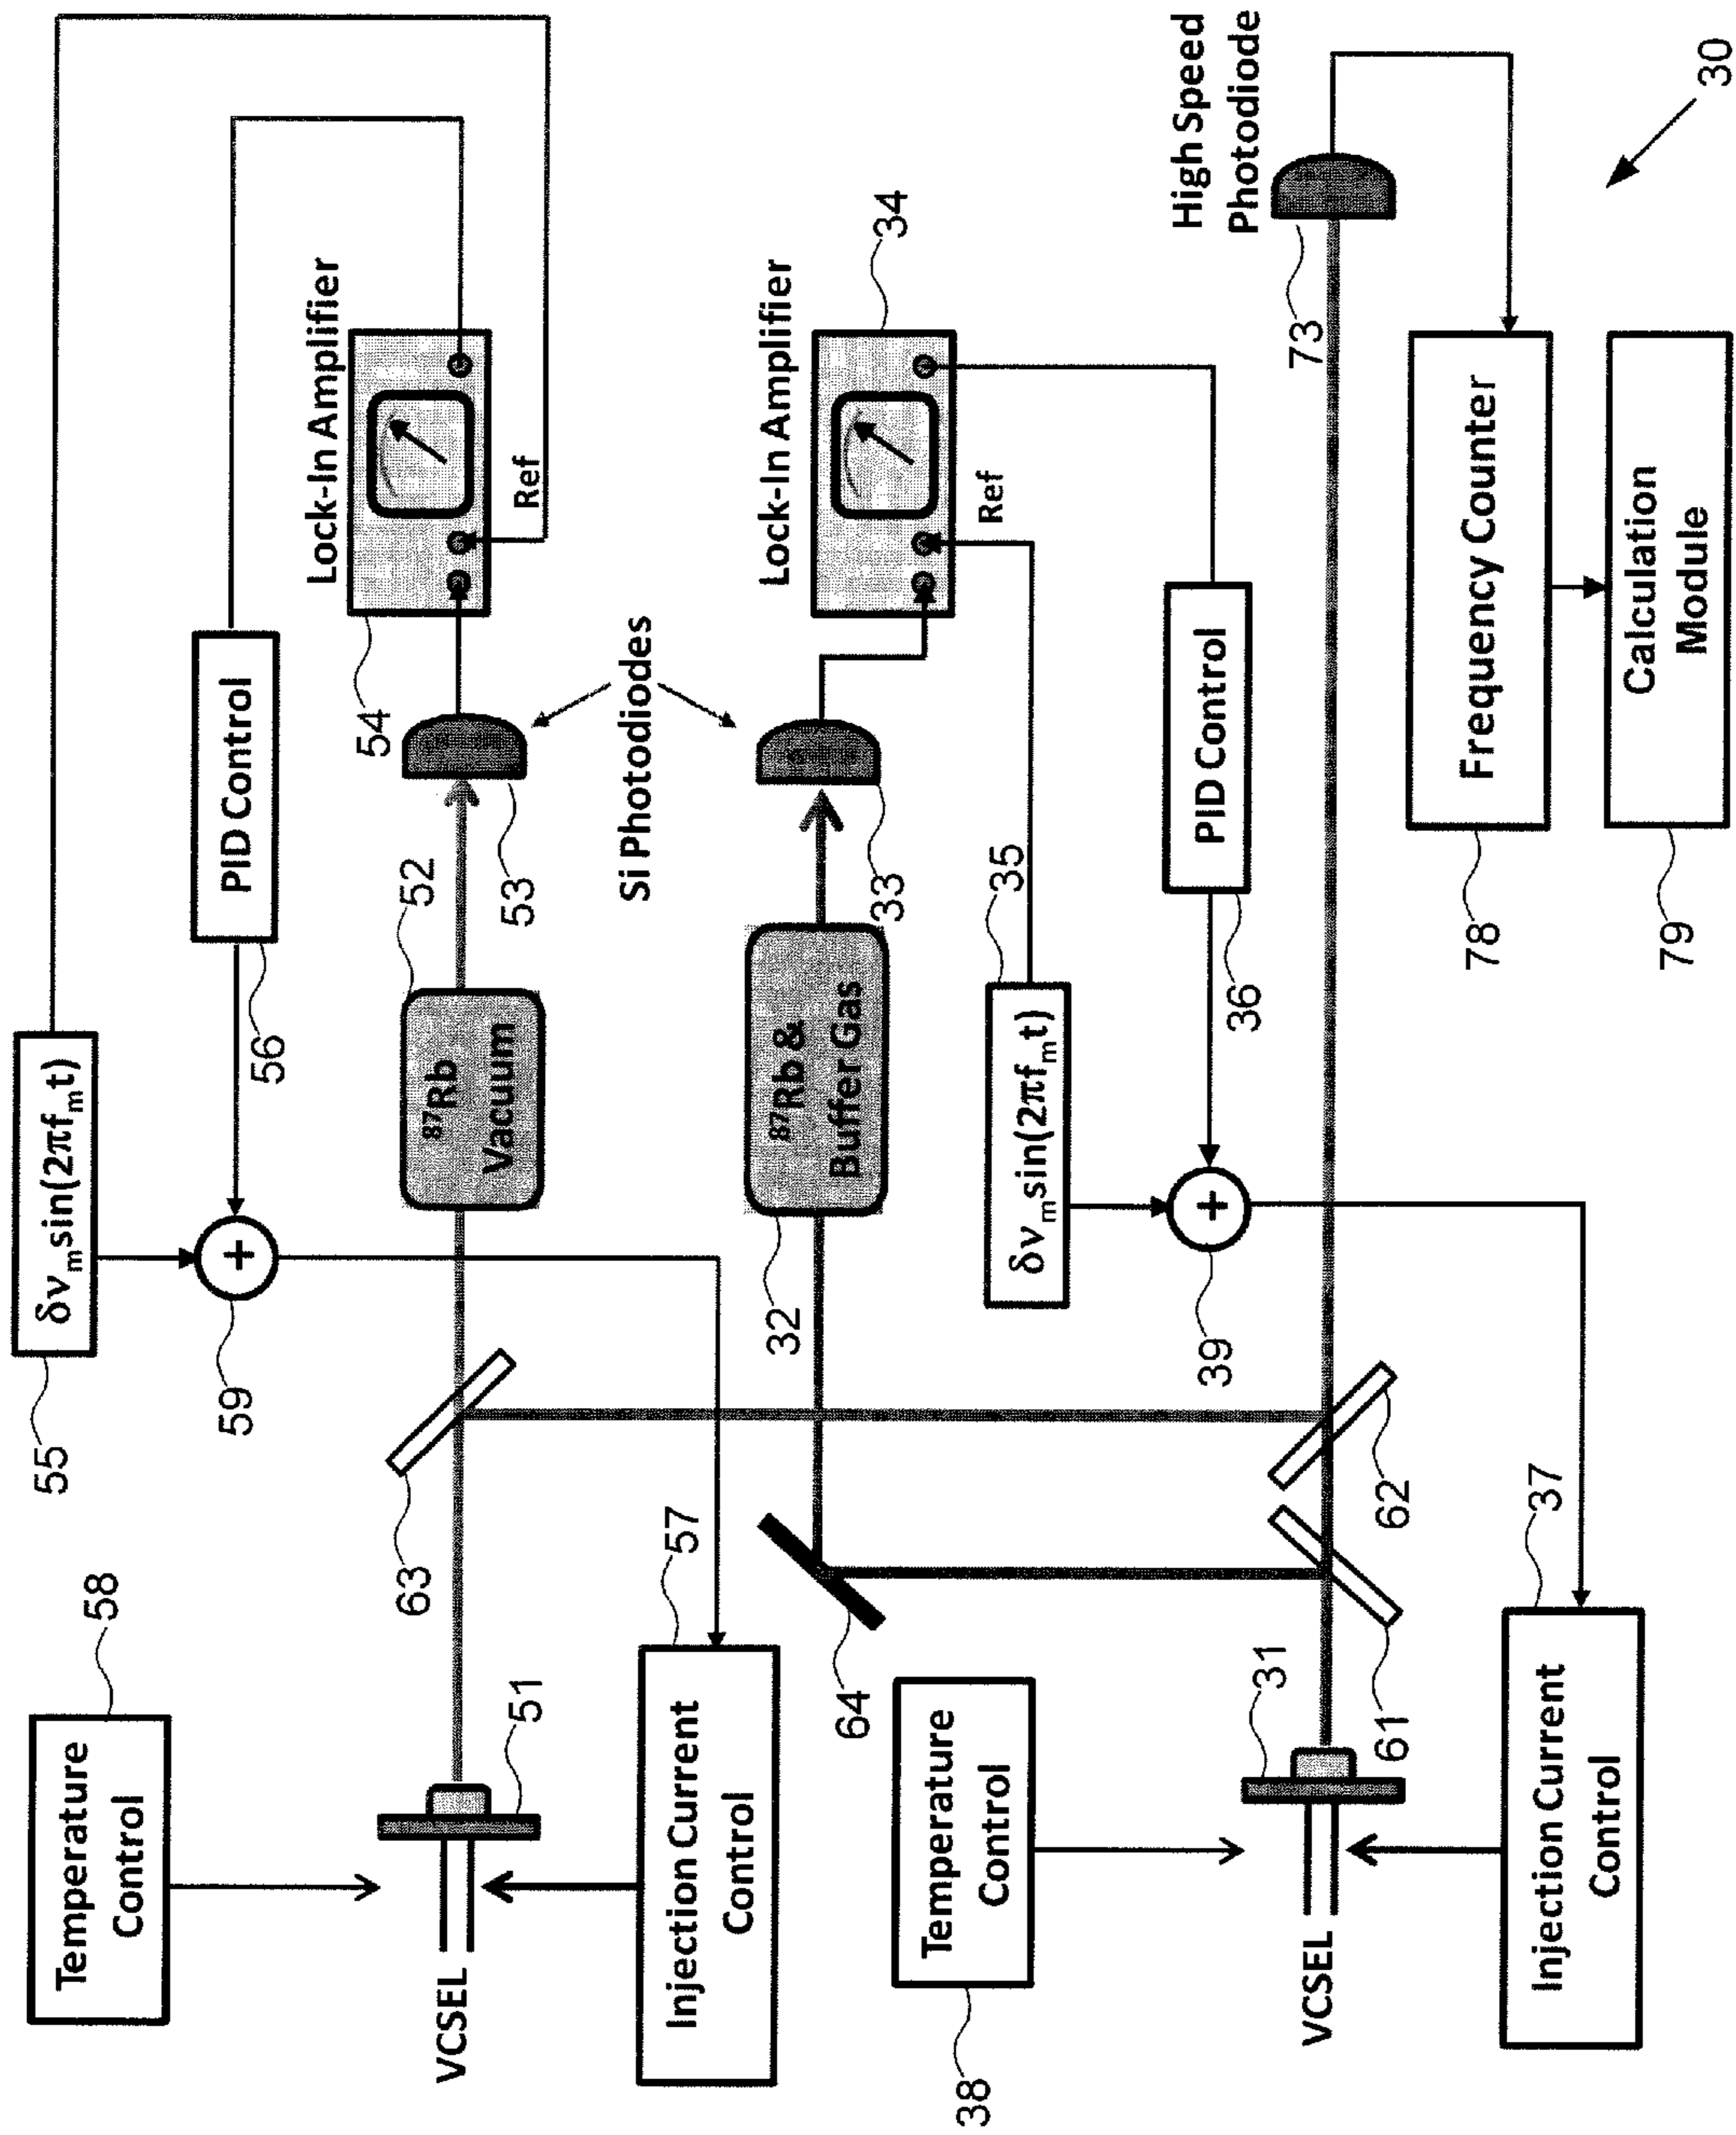 55
δν_m sin(2πf_m t)
58
Temperature
Control
59
56
PID Control
VCSEL
51
63
⁸⁷Rb
Vacuum
52
53
54
Lock-In Amplifier
Ref
Injection Current
Control
57
Si Photodiodes
64
32
⁸⁷Rb &
Buffer Gas
33
Lock-In Amplifier
34
Ref
38
Temperature
Control
δν_m sin(2πf_m t)
35
39
36
PID Control
VCSEL
31
61
62
73
High Speed
Photodiode
Injection Current
Control
37
78
Frequency Counter
79
Calculation
Module
30